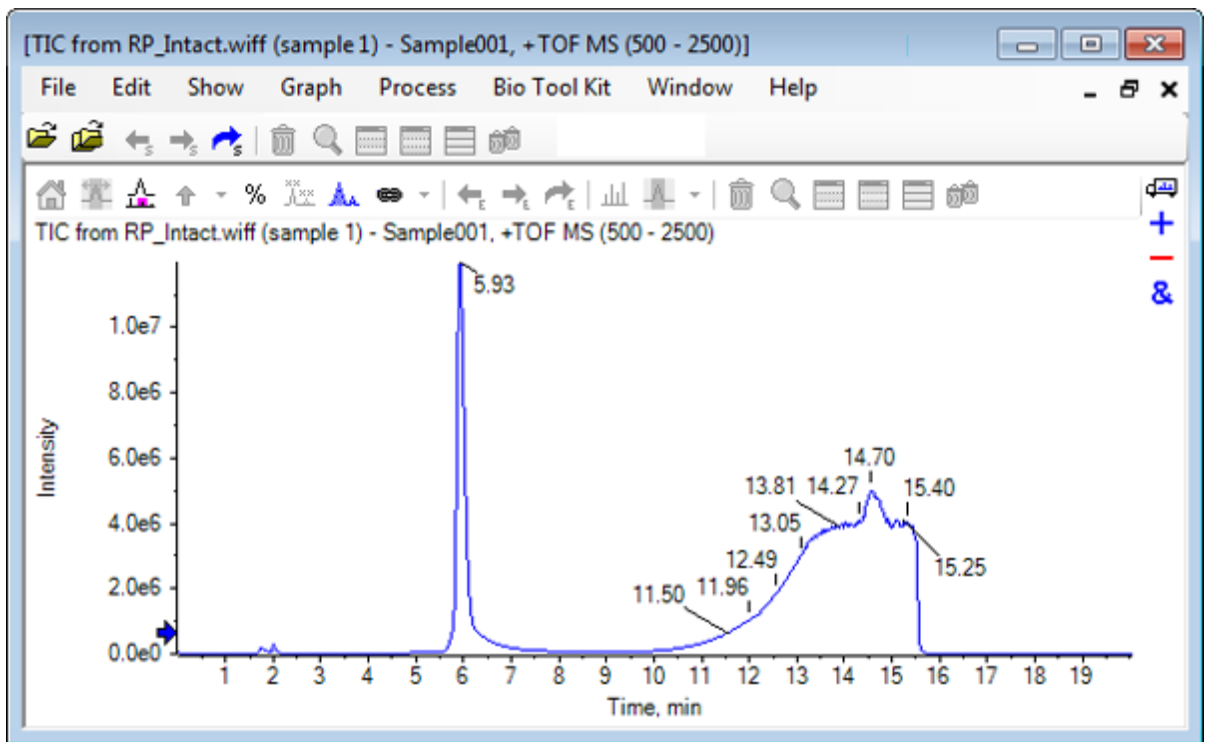 [TIC from RP_Intact.wiff (sample 1) - Sample001, +TOF MS (500 - 2500)]
File Edit Show Graph Process Bio Tool Kit Window Help
s s s
% xx xx E E E
TIC from RP_Intact.wiff (sample 1) - Sample001, +TOF MS (500 - 2500)
&
5.93
1.0e7
8.0e6
6.0e6
4.0e6
2.0e6
0.0e0
Intensity
14.70
13.81 14.27 15.40
13.05
12.49
15.25
11.50 11.96
1 2 3 4 5 6 7 8 9 10 11 12 13 14 15 16 17 18 19
Time, min